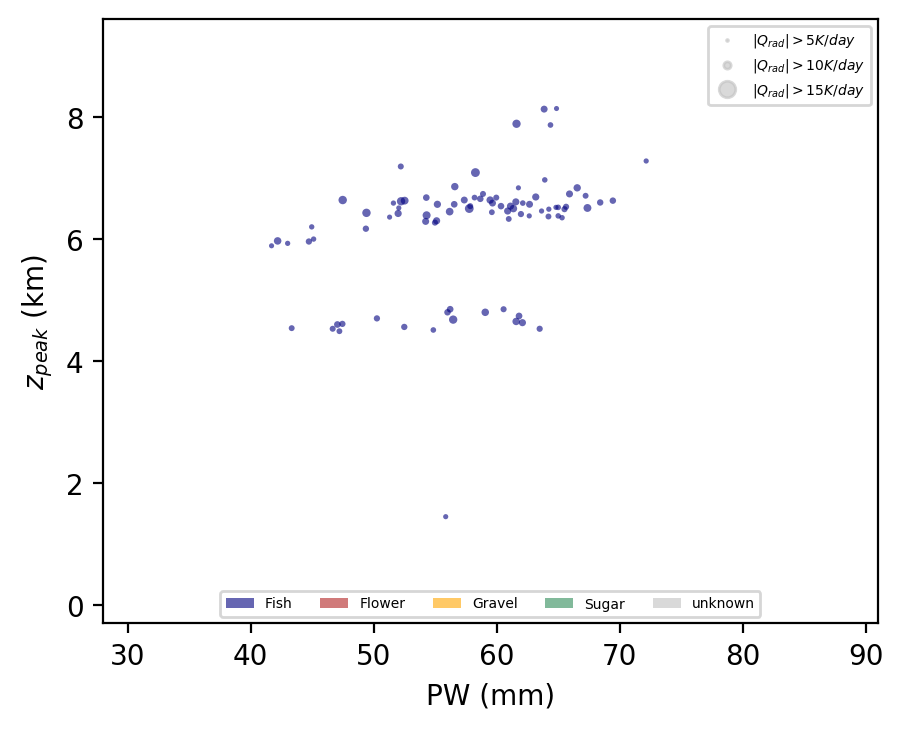 |Q_rad| > 5K/day
|Q_rad| > 10K/day
|Q_rad| > 15K/day
8
6
4
2
0
z_peak (km)
Fish Flower Gravel Sugar unknown
30 40 50 60 70 80 90
PW (mm)